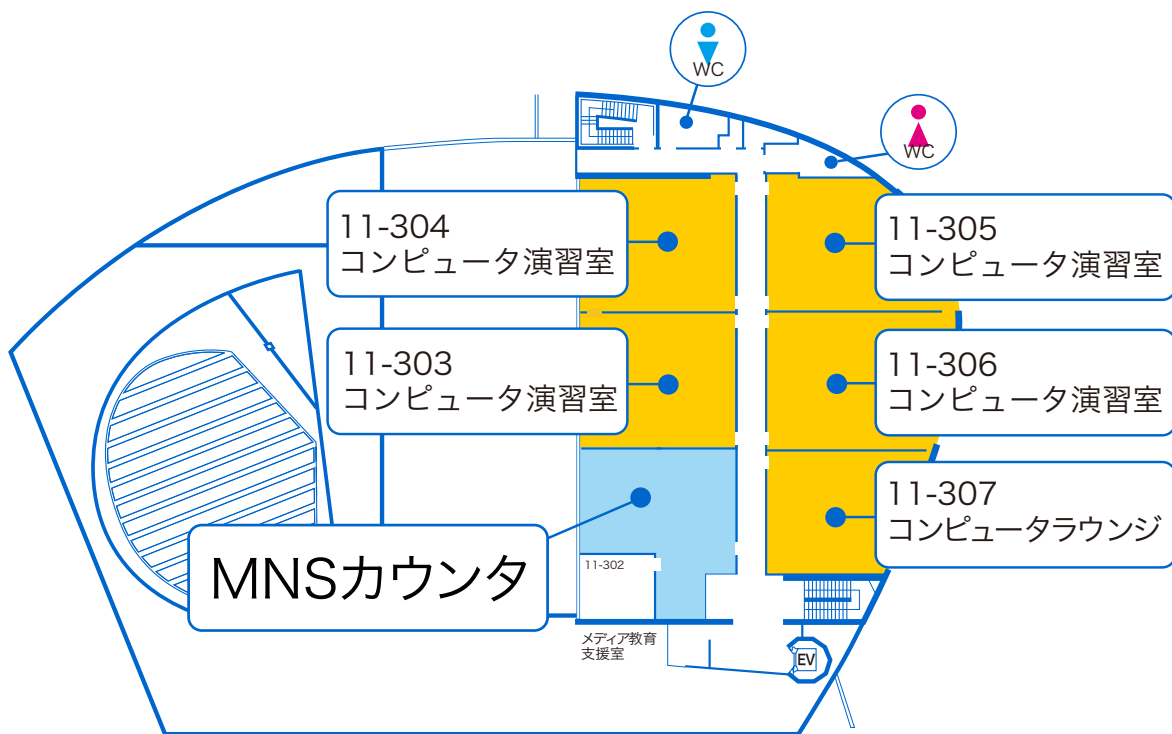 WC
WC
11-304
コンピュータ演習室
11-305
コンピュータ演習室
11-303
コンピュータ演習室
11-306
コンピュータ演習室
11-307
コンピュータラウンジ
MNSカウンタ
11-302
メディア教育
支援室
EV